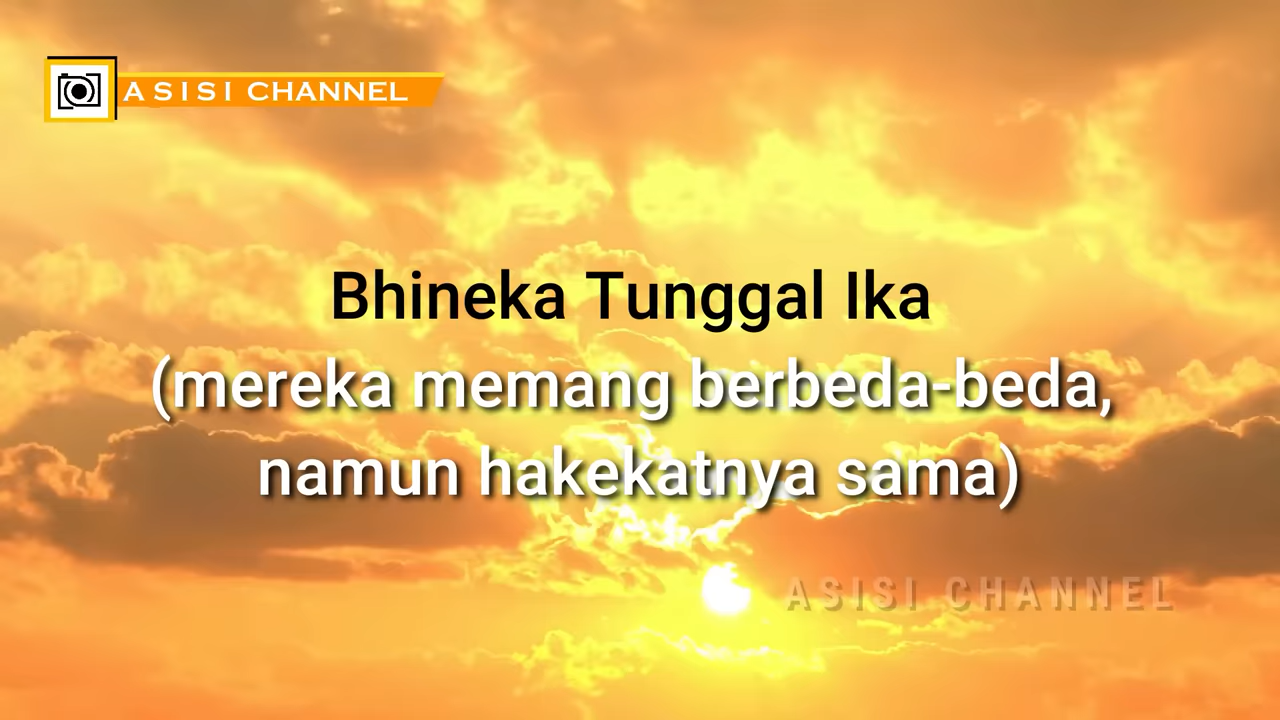 ASISI CHANNEL
Bhineka Tunggal Ika
(mereka memang berbeda-beda,
namun hakekatnya sama)
ASISI CHANNEL